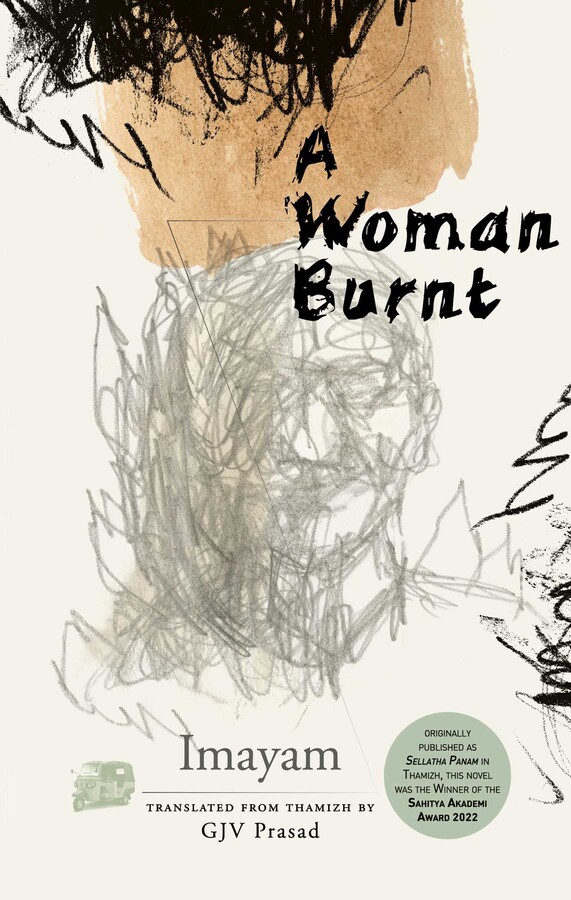 A
Woman
Burnt
Imayam
TRANSLATED FROM THAMIZH BY
GJV Prasad
ORIGINALLY
PUBLISHED AS
SELLATHA PANAM IN
THAMIZH, THIS NOVEL
WAS THE WINNER OF THE
SAHITYA AKADEMI
AWARD 2022